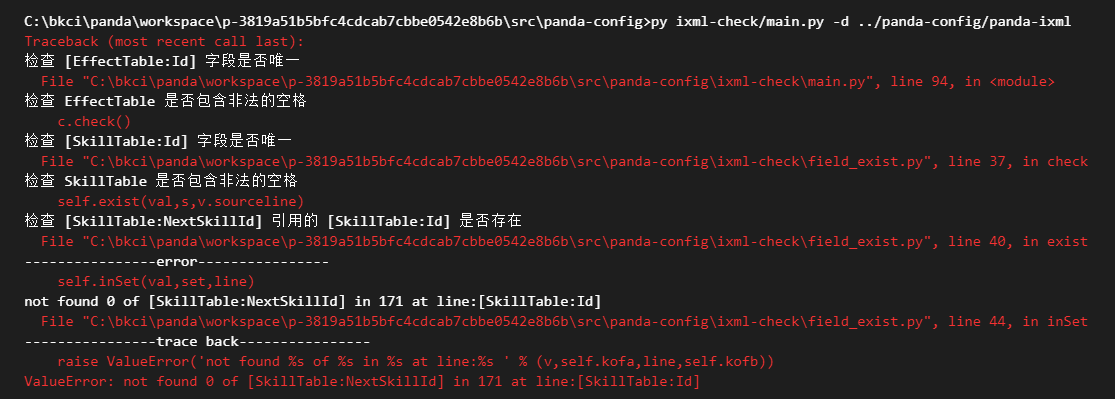 C:\bkci\panda\workspace\p-3819a51b5bfc4cdcab7cbbe0542e8b6b\src\panda-config>py ixml-check/main.py -d ../panda-config/panda-ixml
Traceback (most recent call last):
检查 [EffectTable:Id] 字段是否唯一
  File "C:\bkci\panda\workspace\p-3819a51b5bfc4cdcab7cbbe0542e8b6b\src\panda-config\ixml-check\main.py", line 94, in <module>
检查 EffectTable 是否包含非法的空格
    c.check()
检查 [SkillTable:Id] 字段是否唯一
  File "C:\bkci\panda\workspace\p-3819a51b5bfc4cdcab7cbbe0542e8b6b\src\panda-config\ixml-check\field_exist.py", line 37, in check
检查 SkillTable 是否包含非法的空格
    self.exist(val,s,v.sourceline)
检查 [SkillTable:NextSkillId] 引用的 [SkillTable:Id] 是否存在
  File "C:\bkci\panda\workspace\p-3819a51b5bfc4cdcab7cbbe0542e8b6b\src\panda-config\ixml-check\field_exist.py", line 40, in exist
----------------error----------------
    self.inSet(val,set,line)
not found 0 of [SkillTable:NextSkillId] in 171 at line:[SkillTable:Id]
  File "C:\bkci\panda\workspace\p-3819a51b5bfc4cdcab7cbbe0542e8b6b\src\panda-config\ixml-check\field_exist.py", line 44, in inSet
----------------trace back----------------
    raise ValueError('not found %s of %s in %s at line:%s ' % (v,self.kofa,line,self.kofb))
ValueError: not found 0 of [SkillTable:NextSkillId] in 171 at line:[SkillTable:Id]